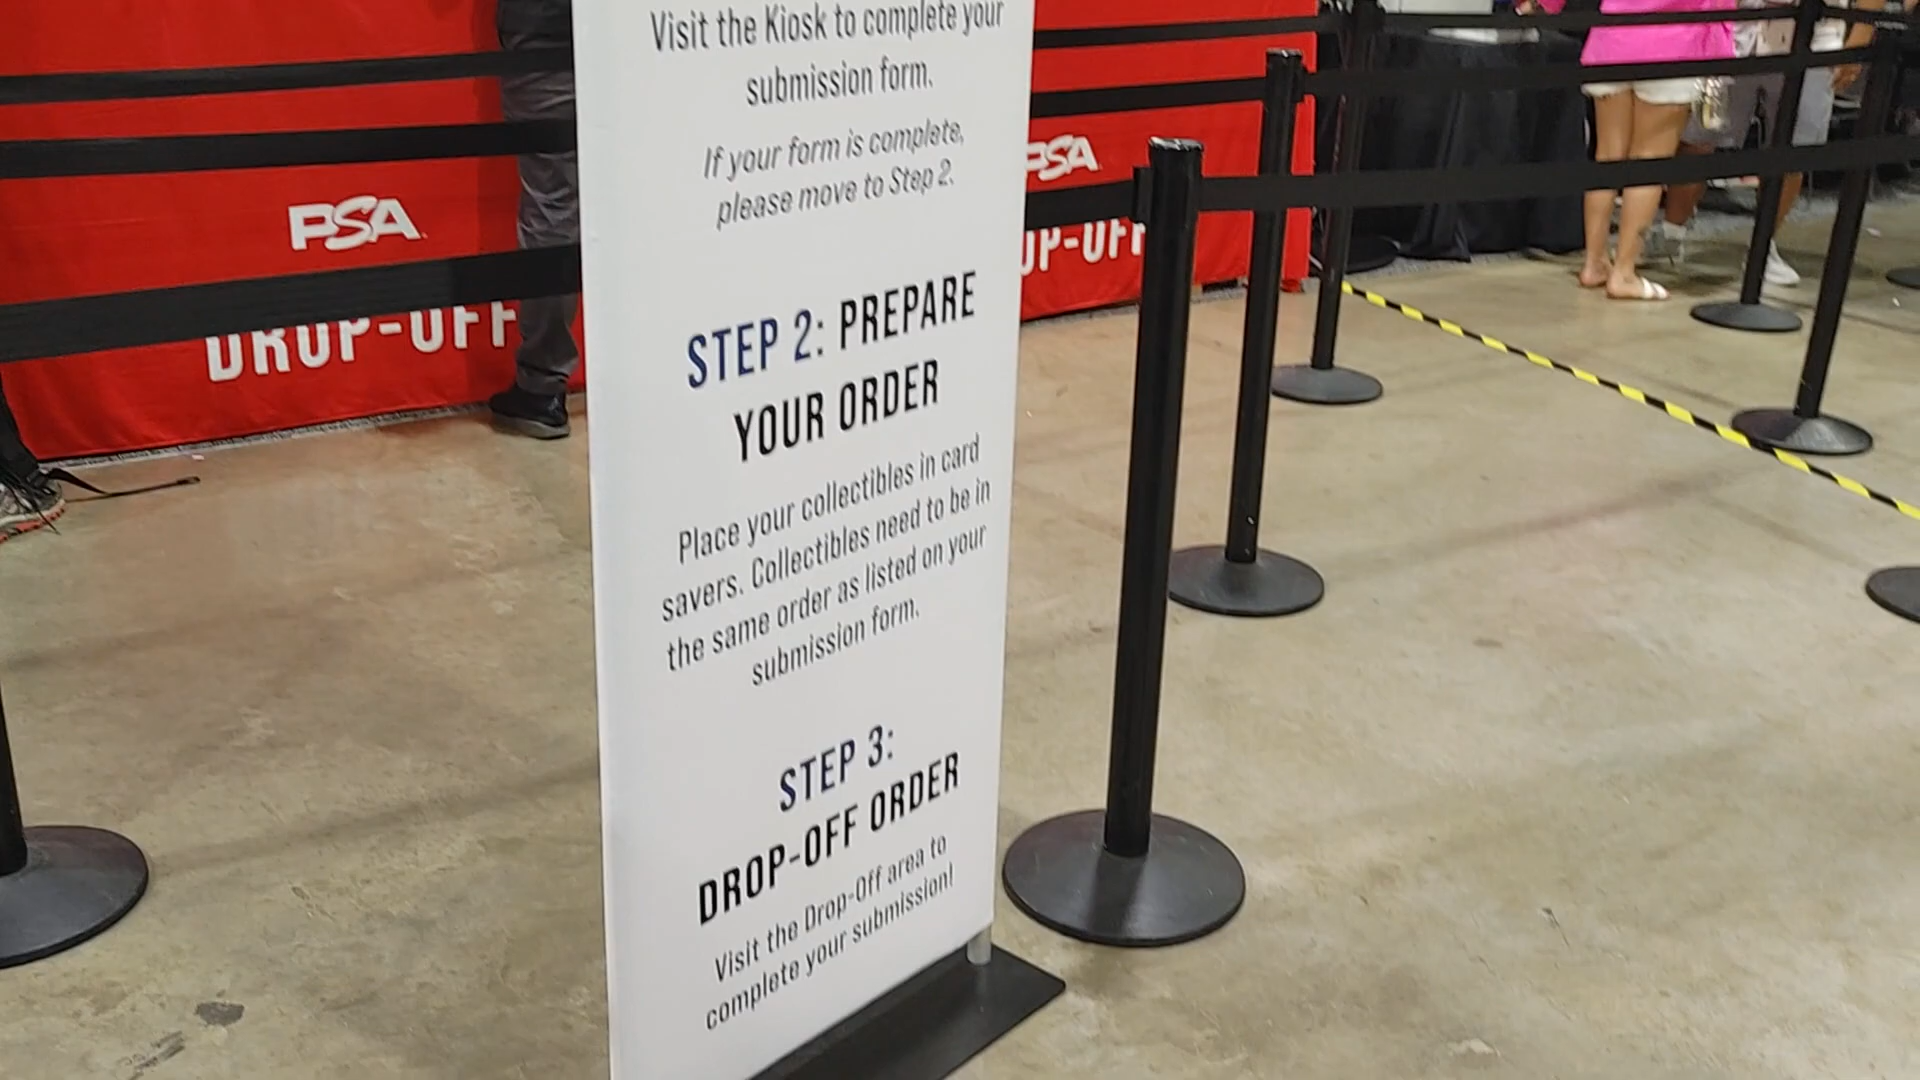 Visit the Kiosk to complete your
submission form.
If your form is complete,
please move to Step 2.
STEP 2: PREPARE
YOUR ORDER
Place your collectibles in card
savers. Collectibles need to be in
the same order as listed on your
submission form.
STEP 3:
DROP-OFF ORDER
Visit the Drop-Off area to
complete your submission!
PSA
DROP-OFF
PSA
OP-OFF